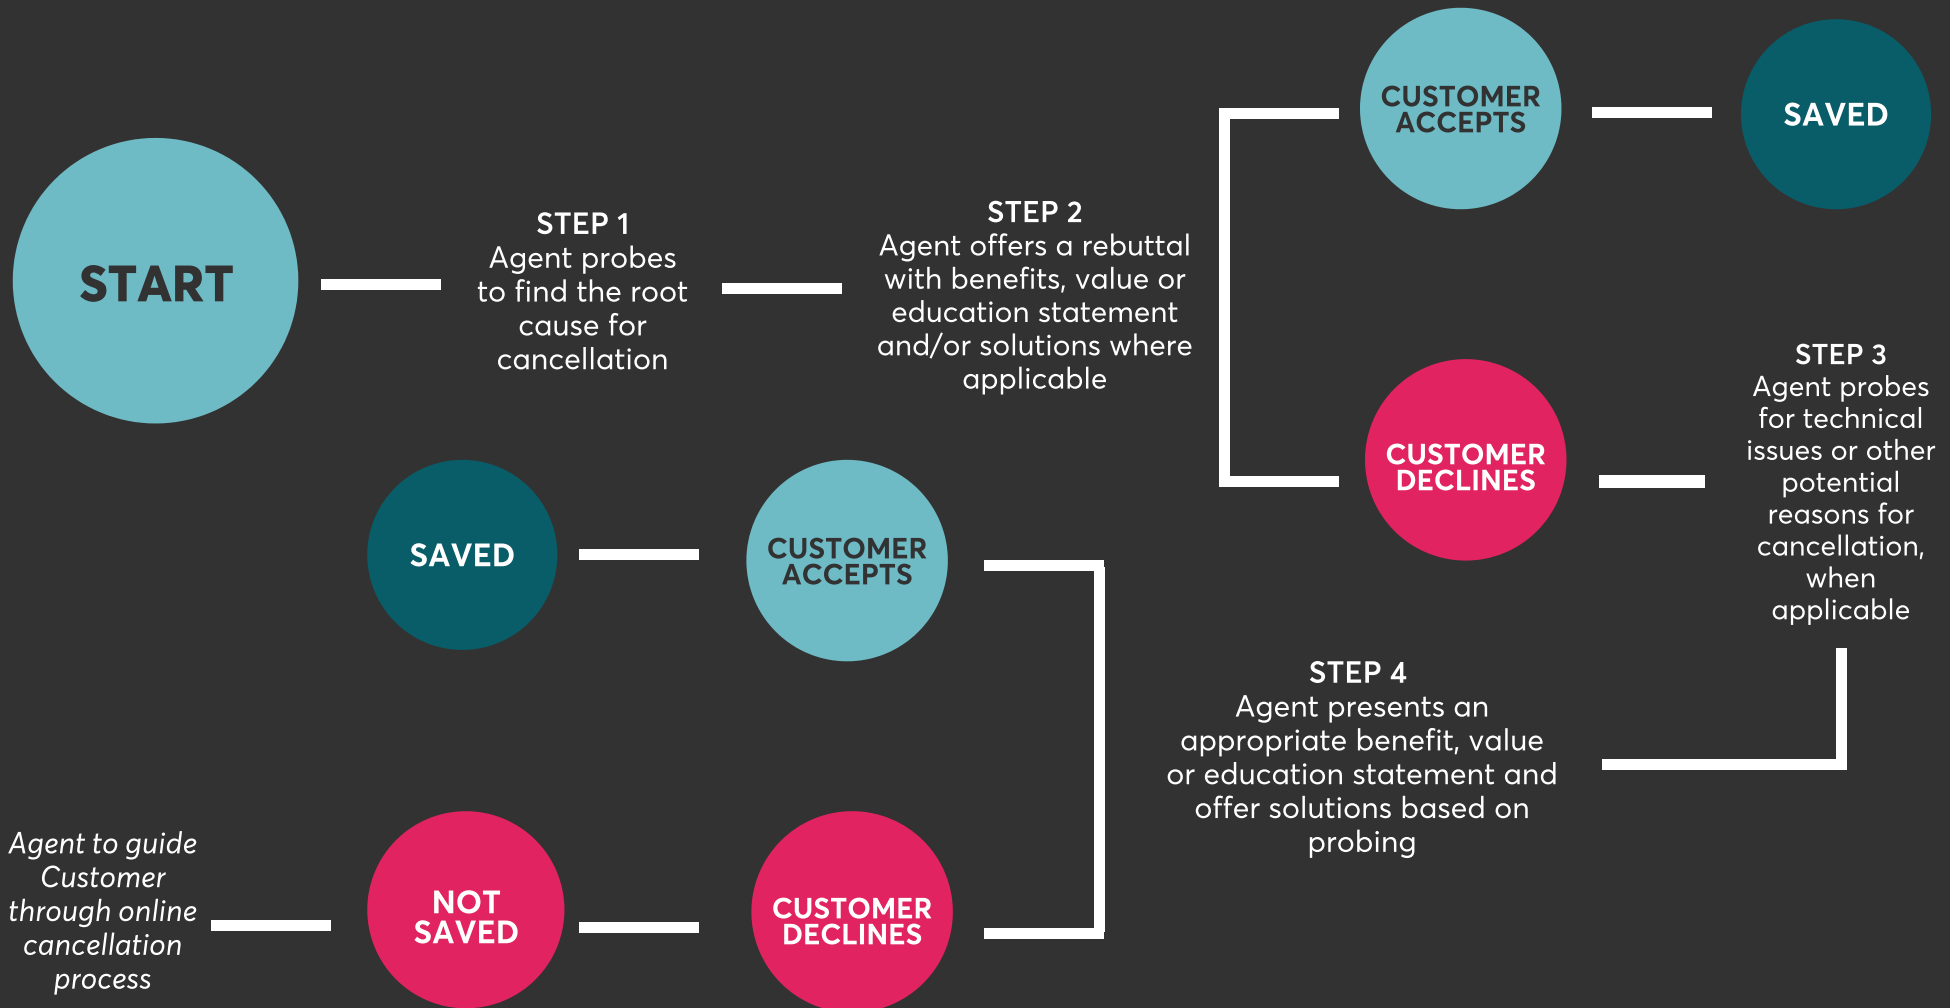 START
STEP 1
Agent probes
to find the root
cause for
cancellation
STEP 2
Agent offers a rebuttal
with benefits, value or
education statement
and/or solutions where
applicable
CUSTOMER
ACCEPTS
SAVED
CUSTOMER
DECLINES
STEP 3
Agent probes
for technical
issues or other
potential
reasons for
cancellation,
when
applicable
STEP 4
Agent presents an
appropriate benefit, value
or education statement and
offer solutions based on
probing
CUSTOMER
ACCEPTS
SAVED
CUSTOMER
DECLINES
NOT
SAVED
Agent to guide
Customer
through online
cancellation
process